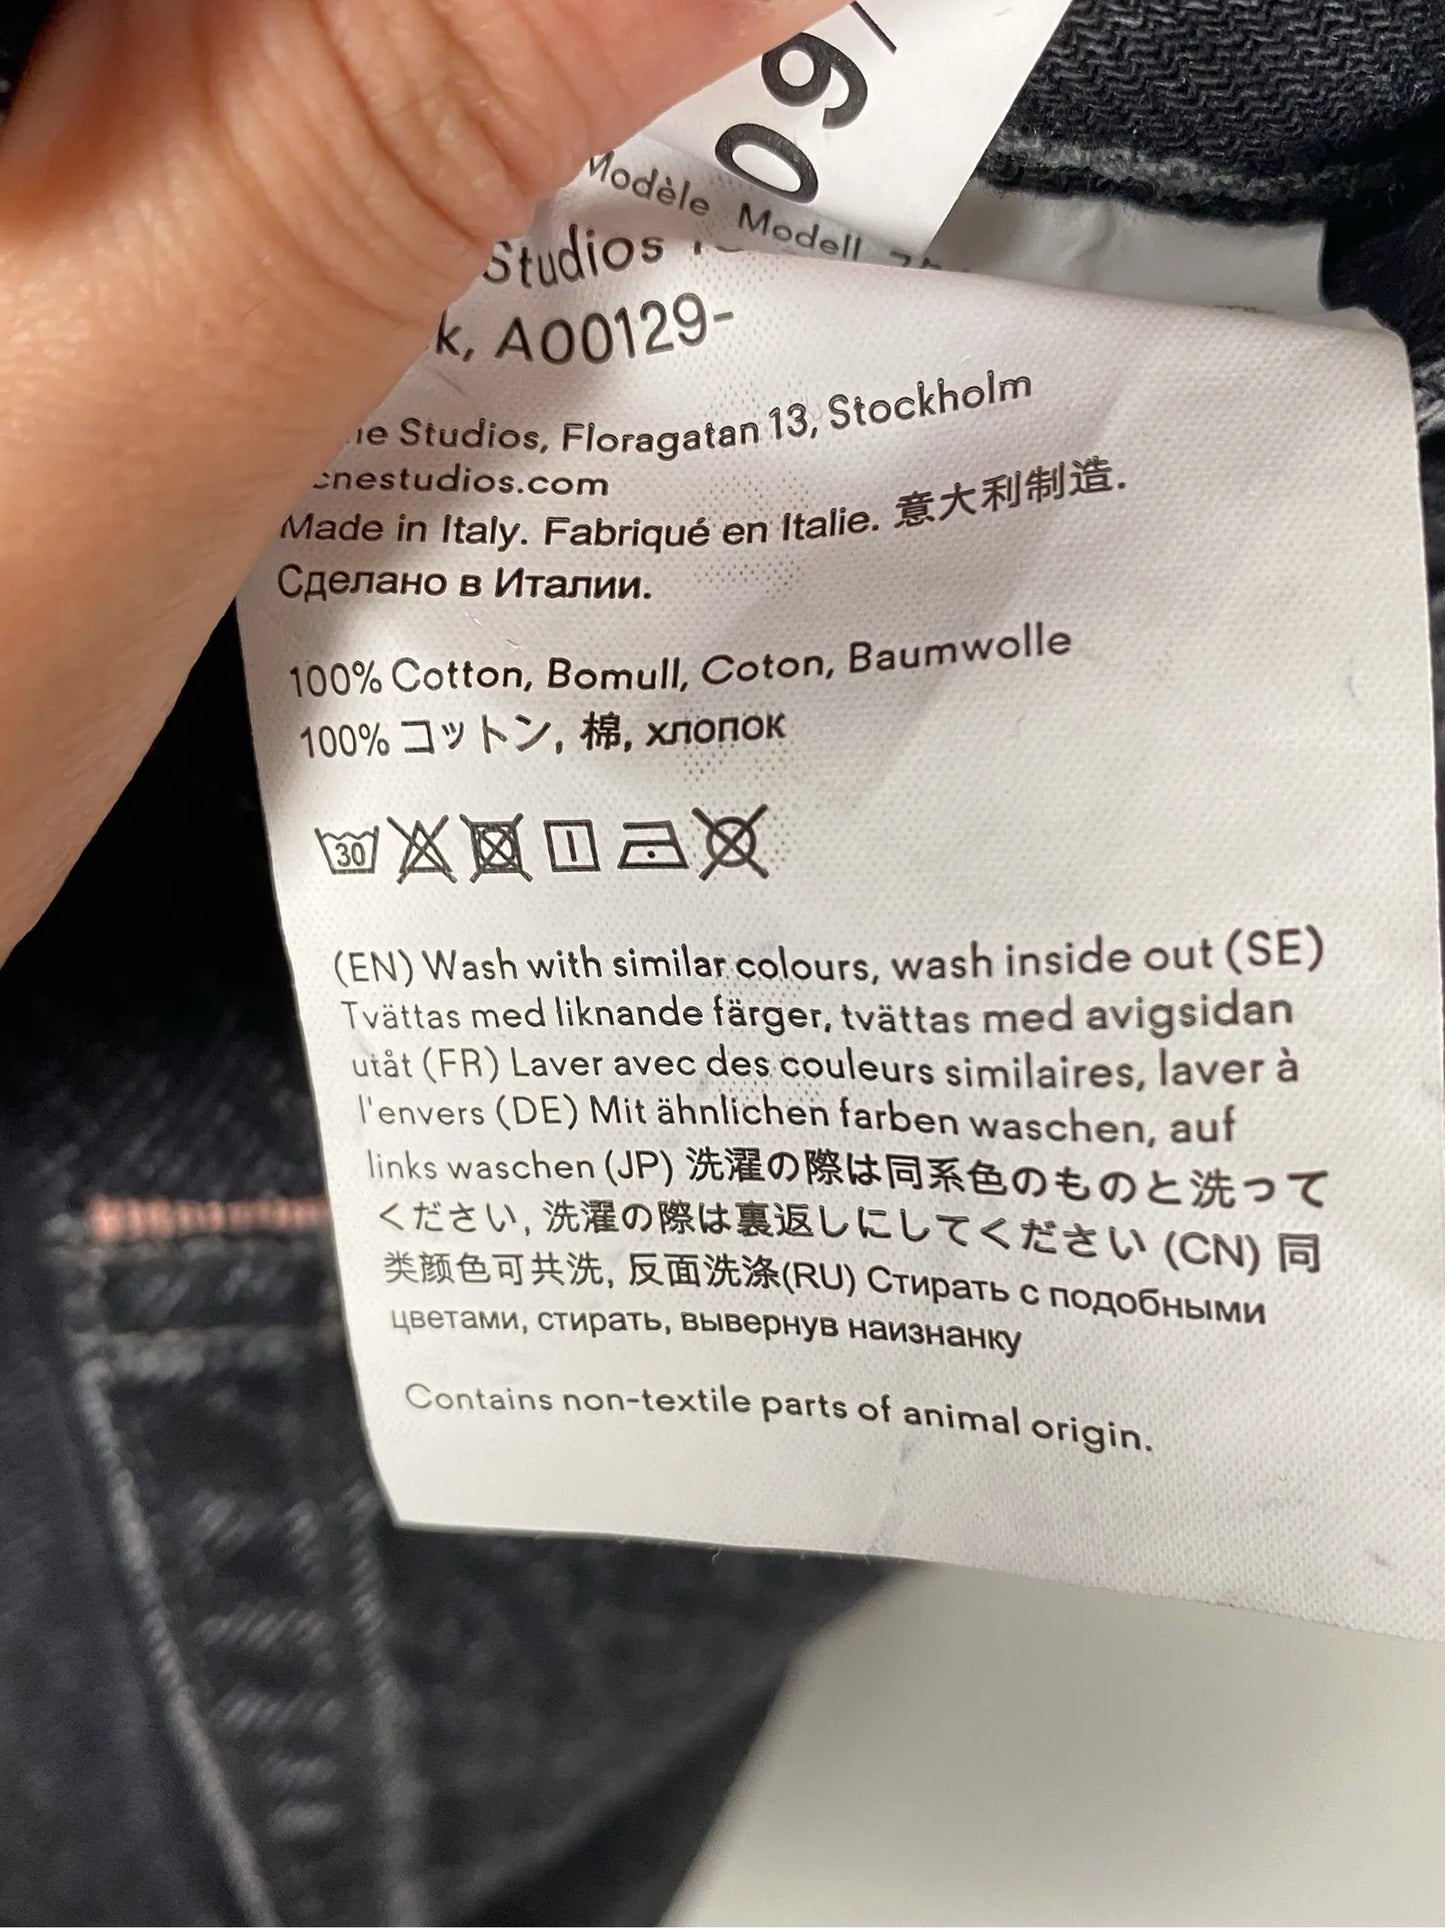 09/
Modèle Modell
Studios
A00129-
Studios, Floragatan 13, Stockholm
cnestudios.com
Made in Italy. Fabriqué en Italie. 意大利制造.
Сделано в Италии.
100% Cotton, Bomull, Coton, Baumwolle
100% コットン, 棉, хлопок
30
(EN) Wash with similar colours, wash inside out (SE)
Tvättas med liknande färger, tvättas med avigsidan
utåt (FR) Laver avec des couleurs similaires, laver à
l'envers (DE) Mit ähnlichen farben waschen, auf
links waschen (JP) 洗濯の際は同系色のものと洗って
ください, 洗濯の際は裏返しにしてください (CN) 同
类颜色可共洗, 反面洗涤(RU) Стирать с подобными
цветами, стирать, вывернув наизнанку
Contains non-textile parts of animal origin.